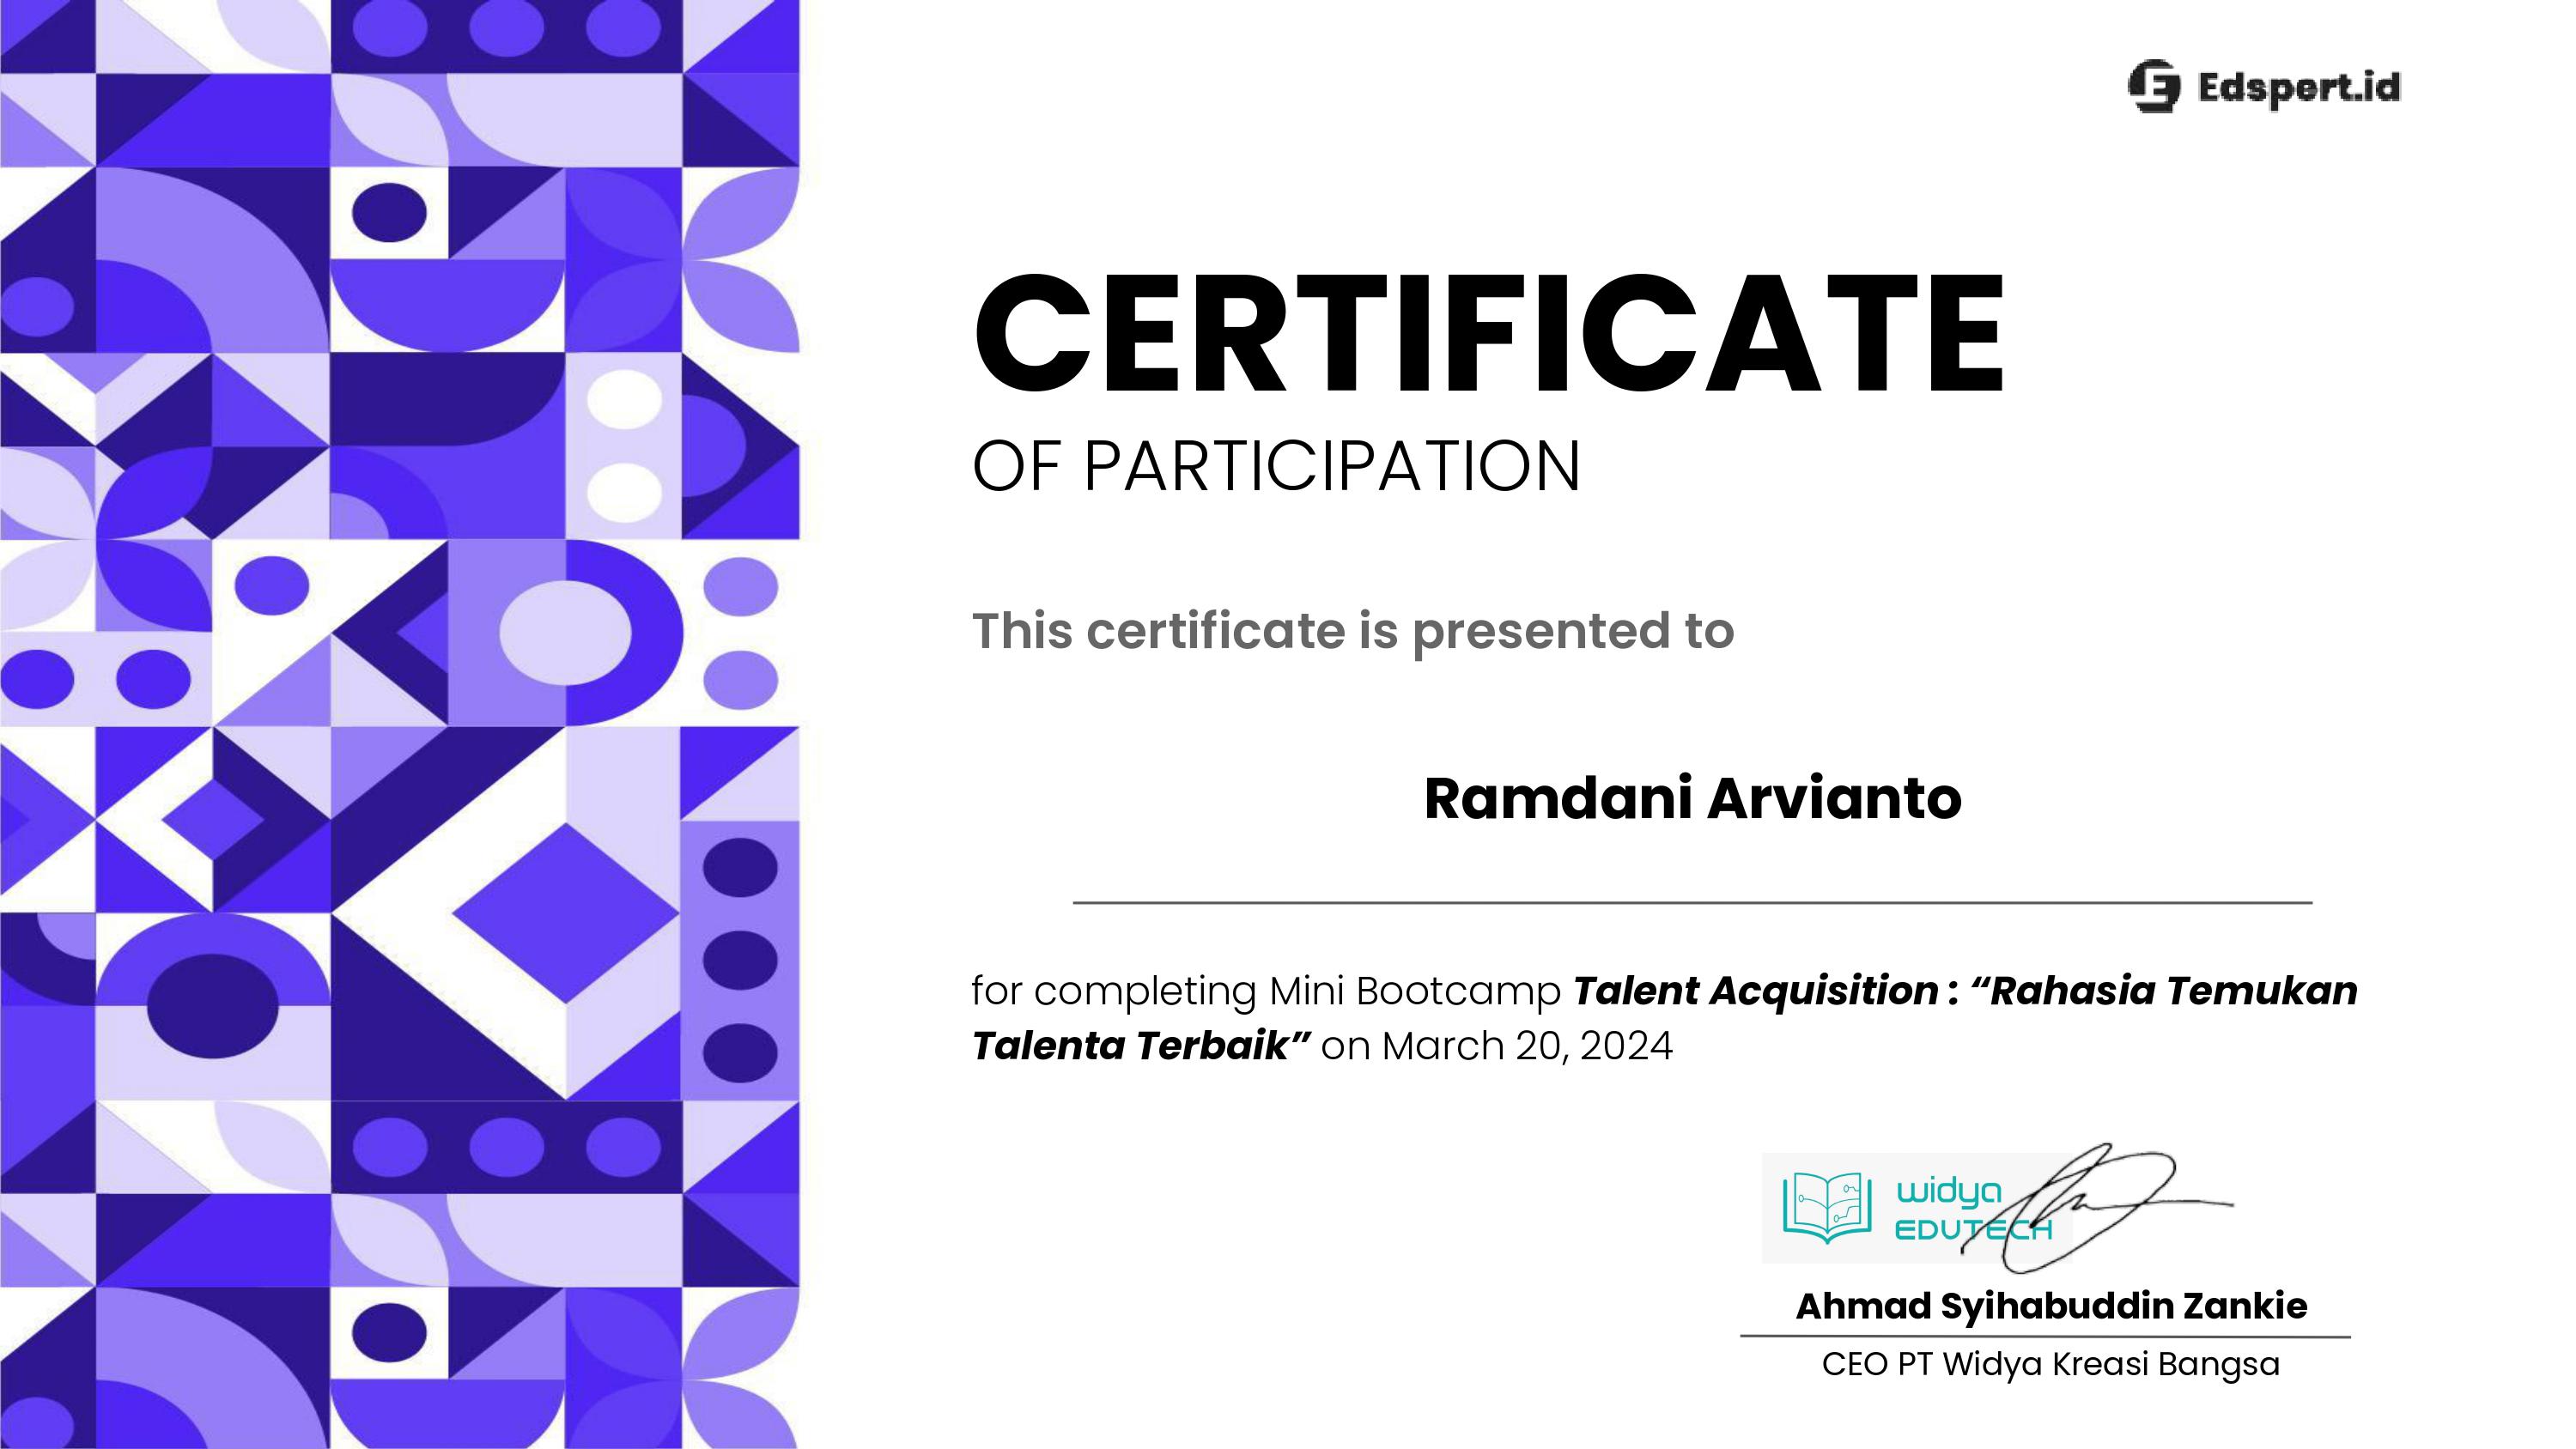 Edspert.id
CERTIFICATE
OF PARTICIPATION
This certificate is presented to
Ramdani Arvianto
for completing Mini Bootcamp Talent Acquisition : “Rahasia Temukan
Talenta Terbaik” on March 20, 2024
widya
EDUTECH
Ahmad Syihabuddin Zankie
CEO PT Widya Kreasi Bangsa